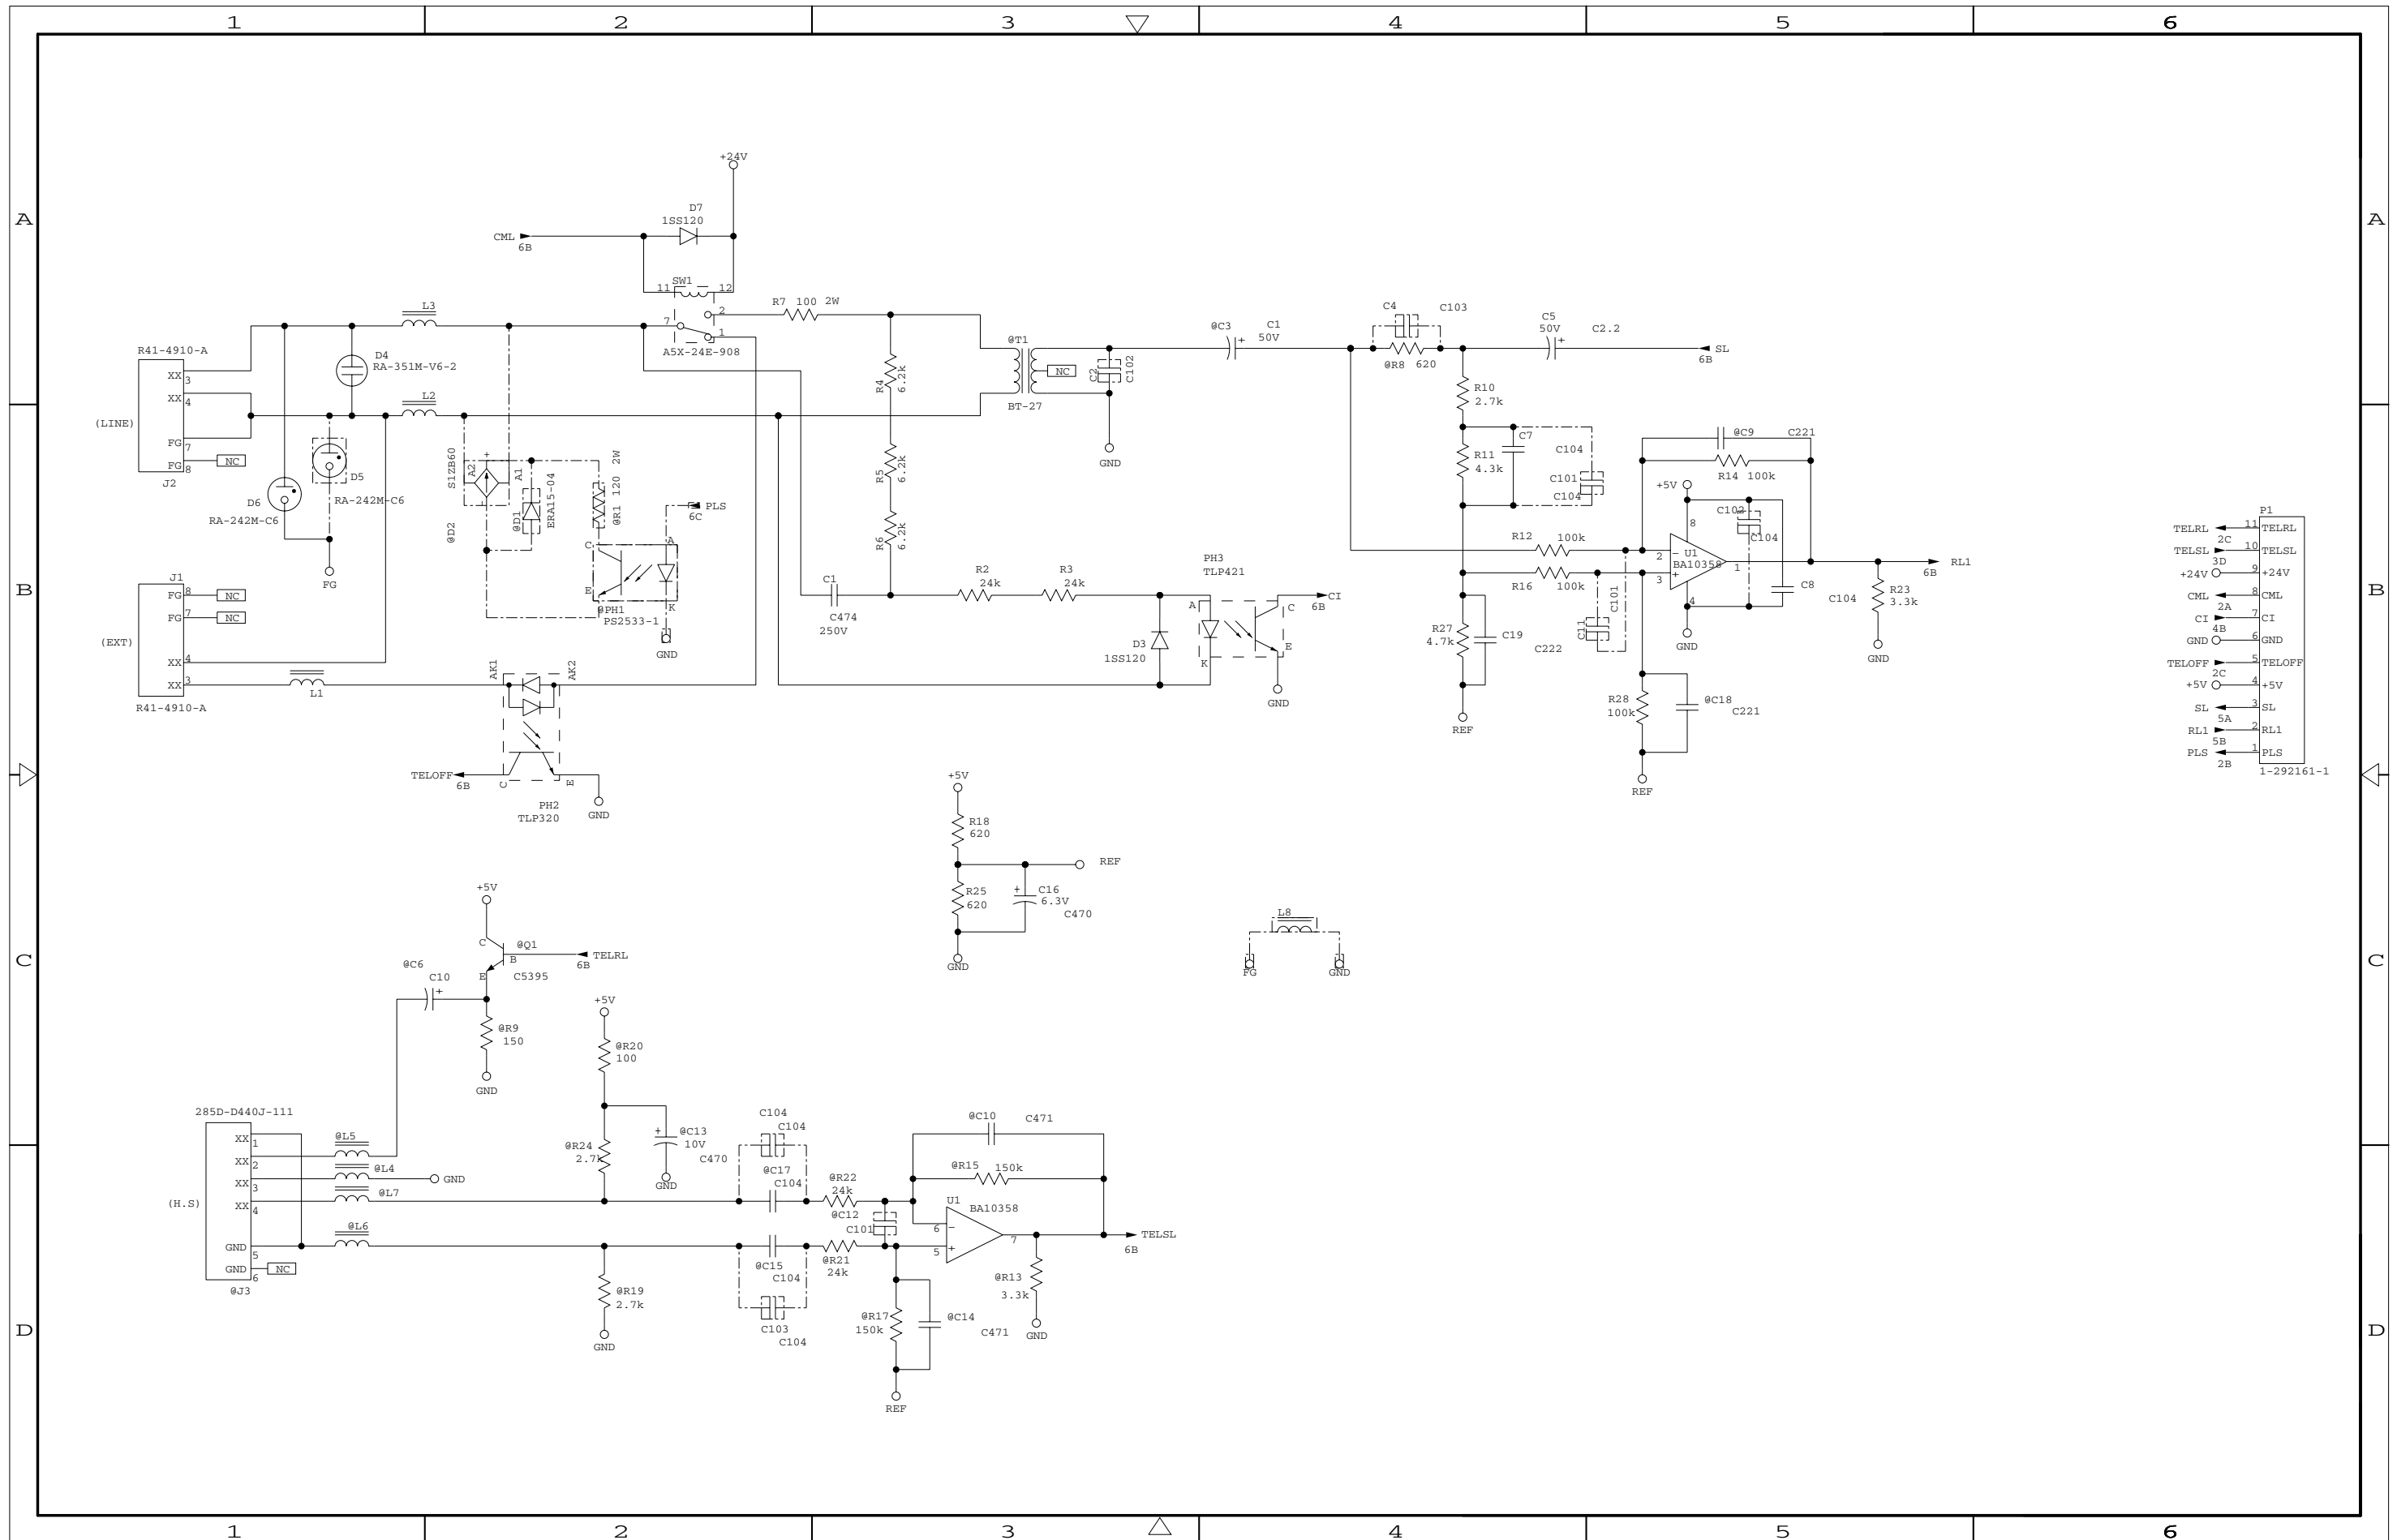 1 2 3 4 5 6
A
A
+24V
D7
1SS120
CML
6B
SW1
11 12
2
7
1
A5X-24E-908
R7 100 2W
L3
R41-4910-A
XX 3
XX 4
FG 7
FG 8
NC
J2
(LINE)
D4
RA-351M-V6-2
L2
D5
RA-242M-C6
D6
RA-242M-C6
FG
S1ZB60
A2
+
-
A1
@D2
@D1
ERA15-04
@R1 120 2W
PLS
6C
C
A
E
K
@PH1
PS2533-1
GND
R4
6.2k
R5
6.2k
R6
6.2k
@T1
NC
BT-27
C2
C102
GND
@C3
+
C1
50V
C4
C103
@R8 620
C5
50V
+
C2.2
SL
6B
R10
2.7k
R11
4.3k
C7
C104
C101
C104
@C9 C221
R14 100k
+5V
C102
C104
8
R12 100k
2
3
-
+
U1
BA10358
1
4
R16 100k
C101
C11
GND
C8
C104
R23
3.3k
GND
RL1
6B
R27
4.7k
C19
C222
REF
R28
100k
@C18
C221
REF
P1
TELRL 11 TELRL
2C
TELSL 10 TELSL
3D
+24V 9 +24V
CML 8 CML
2A
CI 7 CI
4B
GND 6 GND
TELOFF 5 TELOFF
2C
+5V 4 +5V
SL 3 SL
5A
RL1 2 RL1
5B
PLS 1 PLS
2B
1-292161-1
B
B
J1
FG 8 NC
FG 7 NC
(EXT)
XX 4
XX 3
R41-4910-A
L1
AK1
AK2
TELOFF
6B
C
E
PH2
TLP320
GND
C1
C474
250V
R2
24k
R3
24k
D3
1SS120
PH3
TLP421
A
K
C
E
CI
6B
GND
+5V
R18
620
REF
R25
620
+
C16
6.3V
C470
GND
L8
FG
GND
C
C
+5V
C
@Q1
B
E
C5395
TELRL
6B
@C6
C10
+
@R9
150
GND
+5V
@R20
100
@R24
2.7k
+
@C13
10V
C470
GND
285D-D440J-111
XX 1
XX 2
XX 3
XX 4
GND 5
GND 6
NC
@J3
(H.S)
@L5
@L4
GND
@L7
@L6
@R19
2.7k
GND
C104
C104
@C17
C104
@C15
C104
C103
C104
@R22
24k
@C12
C101
@R21
24k
@C10 C471
@R15 150k
U1
BA10358
6
-
5
+
7
TELSL
6B
@R13
3.3k
GND
@R17
150k
@C14
C471
REF
D
D
1 2 3 4 5 6